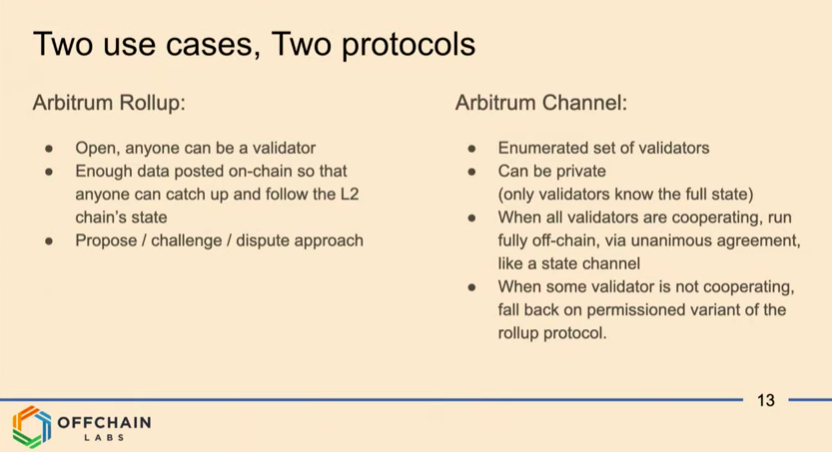 Two use cases, Two protocols
Arbitrum Rollup:
● Open, anyone can be a validator
● Enough data posted on-chain so that
anyone can catch up and follow the L2
chain's state
● Propose / challenge / dispute approach
Arbitrum Channel:
● Enumerated set of validators
● Can be private
(only validators know the full state)
● When all validators are cooperating, run
fully off-chain, via unanimous agreement,
like a state channel
● When some validator is not cooperating,
fall back on permissioned variant of the
rollup protocol.
13
OFFCHAIN
LABS